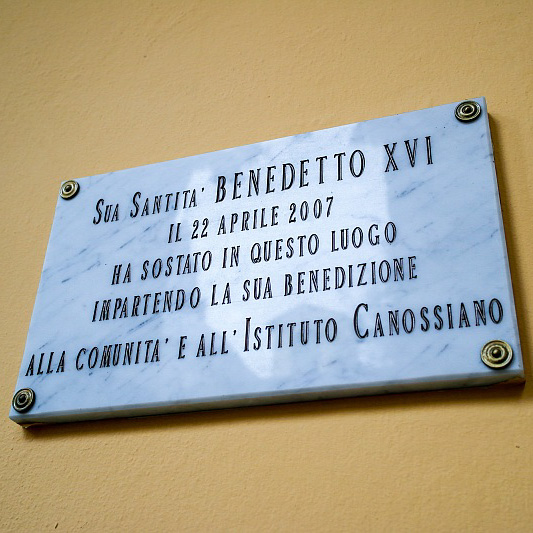 Sua Santita' BENEDETTO XVI
IL 22 APRILE 2007
HA SOSTATO IN QUESTO LUOGO
IMPARTENDO LA SUA BENEDIZIONE
ALLA COMUNITA' E ALL'ISTITUTO CANOSSIANO